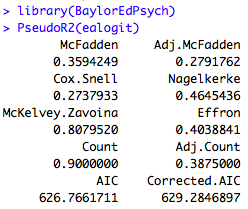 > library(BaylorEdPsych)
> PseudoR2(ealogit)
McFadden Adj.McFadden
0.3594249 0.2791762
Cox.Snell Nagelkerke
0.2737933 0.4645436
McKelvey.Zavoina Effron
0.8079520 0.4038841
Count Adj.Count
0.9000000 0.3875000
AIC Corrected.AIC
626.7661711 629.2846897